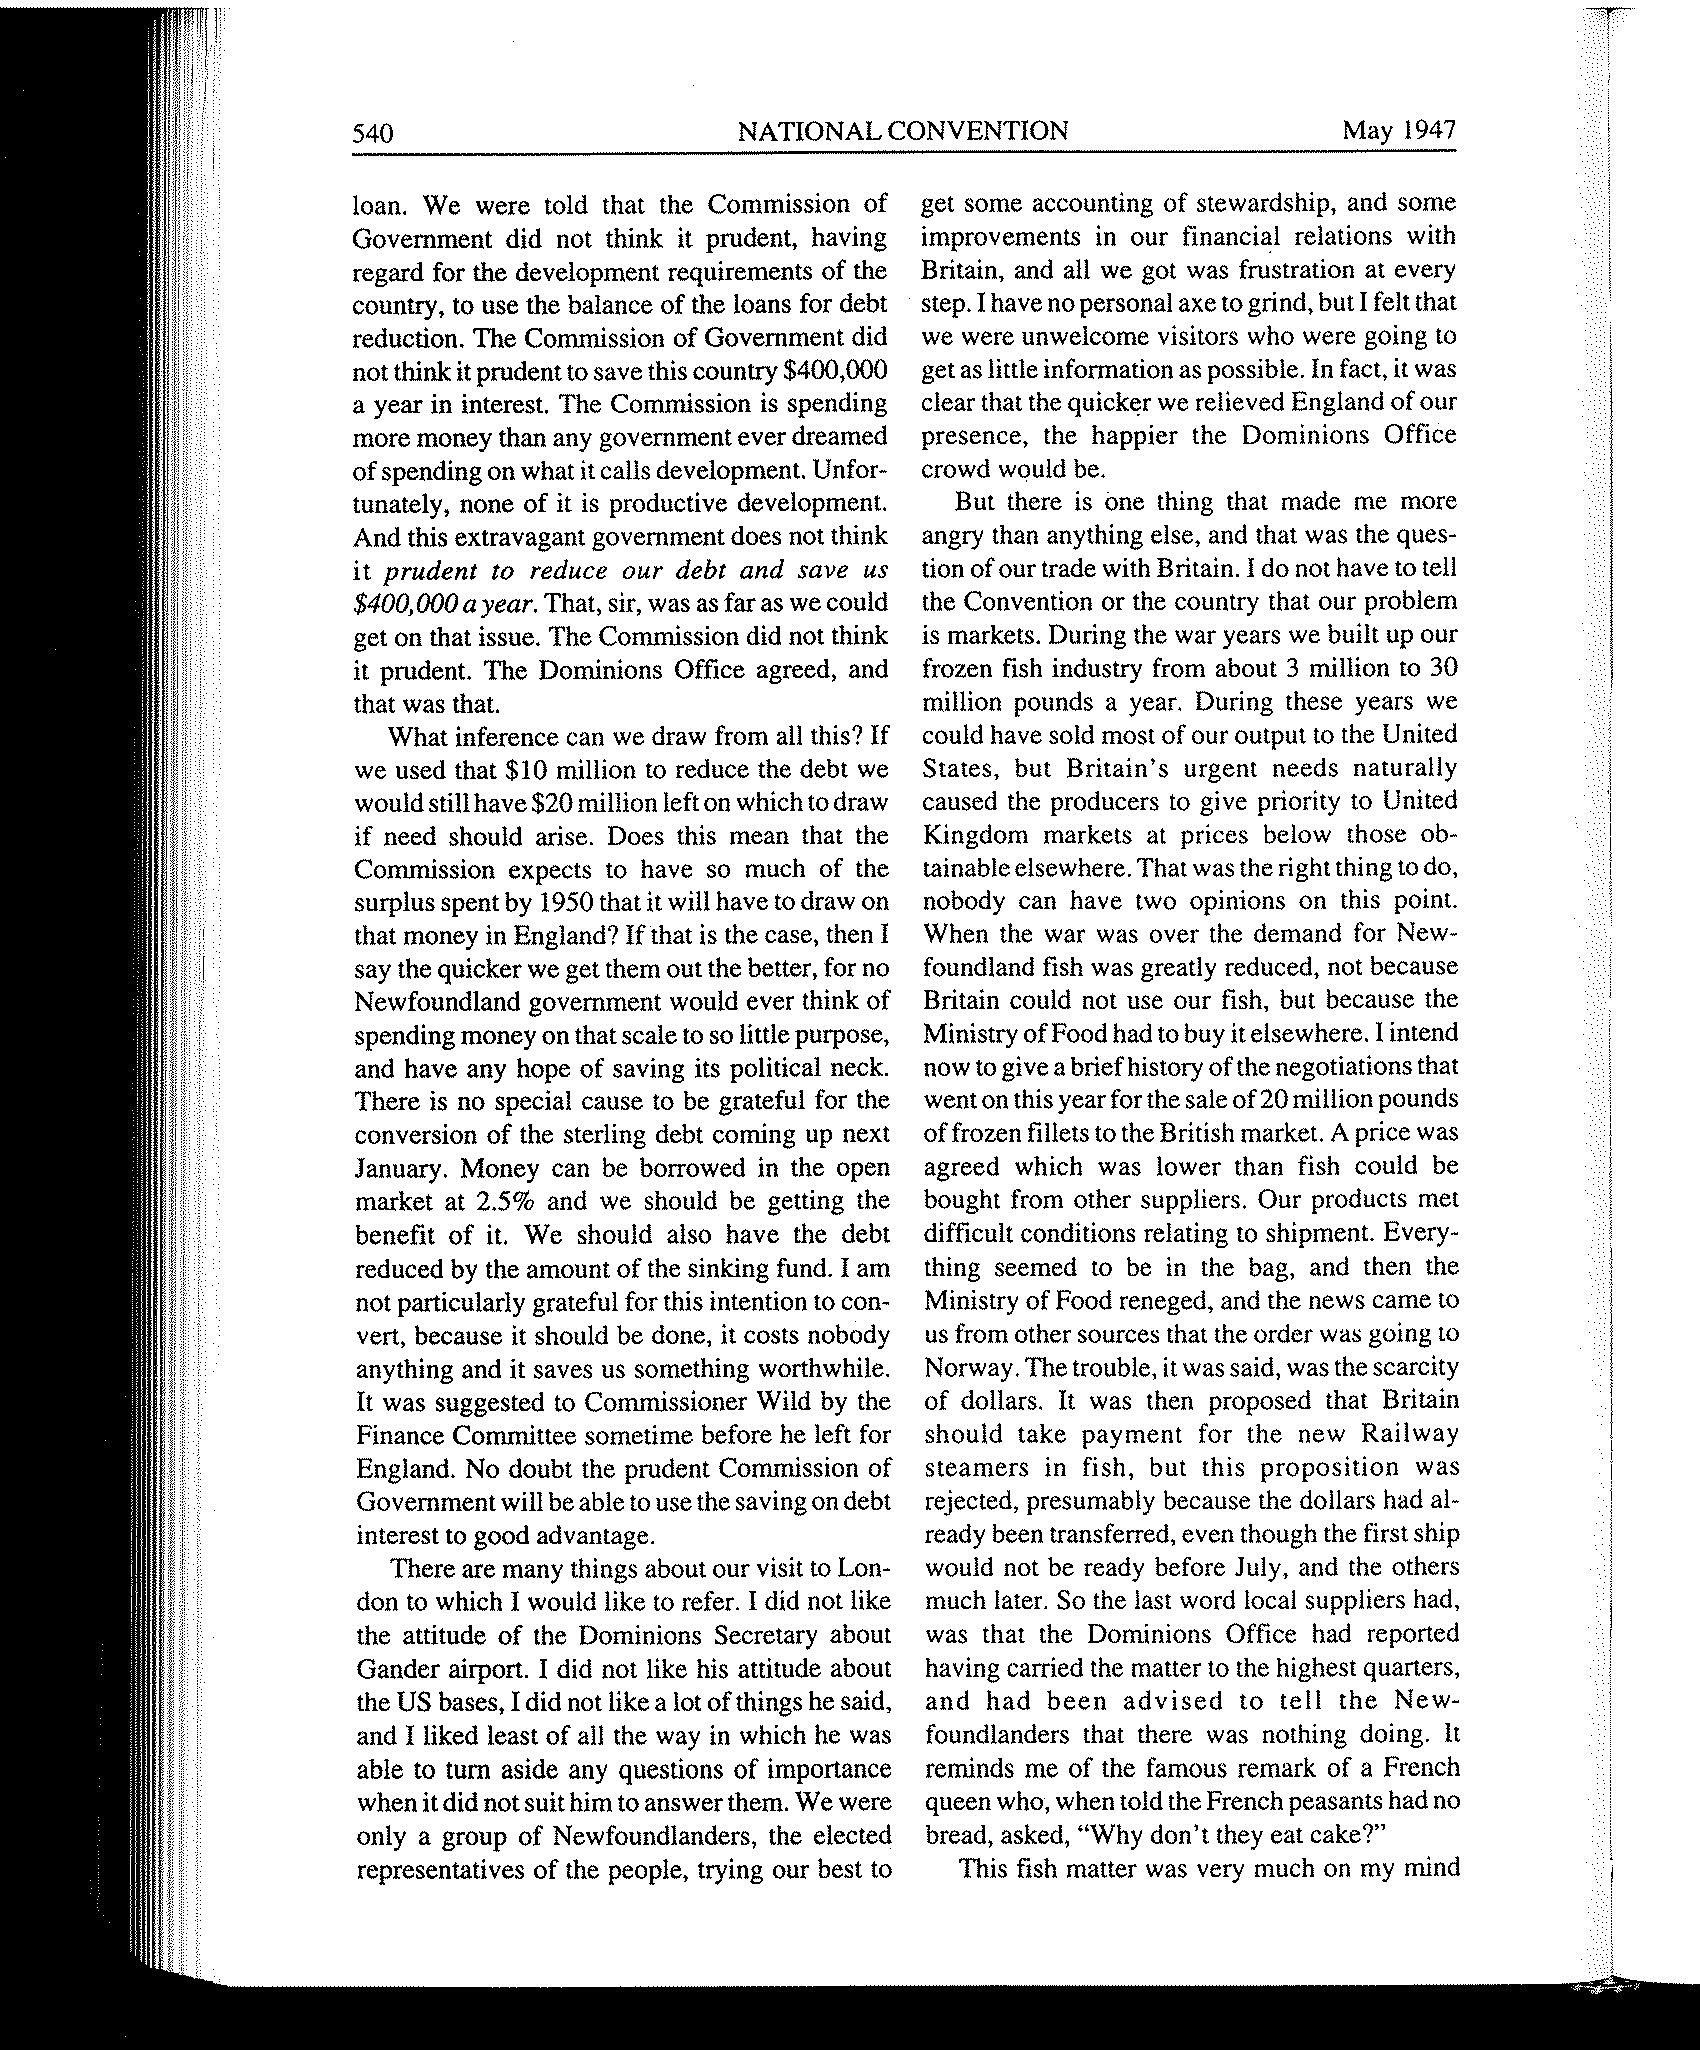 540 NATIONAL CONVENTION May 1947
loan. We were told that the Commission of
Government did not think it prudent, having
regard for the development requirements of the
country, to use the balance of the loans for debt
reduction. The Commission of Government did
not think it prudent to save this country $400,000
a year in interest. The Commission is spending
more money than any government ever dreamed
of spending on what it calls development. Unfor-
tunately, none of it is productive development.
And this extravagant government does not think
it prudent to reduce our debt and save us
$400,000 a year. That, sir, was as far as we could
get on that issue. The Commission did not think
it prudent. The Dominions Office agreed, and
that was that.
What inference can we draw from all this? If
we used that $10 million to reduce the debt we
would still have $20 million left on which to draw
if need should arise. Does this mean that the
Commission expects to have so much of the
surplus spent by 1950 that it will have to draw on
that money in England? If that is the case, then I
say the quicker we get them out the better, for no
Newfoundland government would ever think of
spending money on that scale to so little purpose,
and have any hope of saving its political neck.
There is no special cause to be grateful for the
conversion of the sterling debt coming up next
January. Money can be borrowed in the open
market at 2.5% and we should be getting the
benefit of it. We should also have the debt
reduced by the amount of the sinking fund. I am
not particularly grateful for this intention to con-
vert, because it should be done, it costs nobody
anything and it saves us something worthwhile.
It was suggested to Commissioner Wild by the
Finance Committee sometime before he left for
England. No doubt the prudent Commission of
Government will be able to use the saving on debt
interest to good advantage.
There are many things about our visit to Lon-
don to which I would like to refer. I did not like
the attitude of the Dominions Secretary about
Gander airport. I did not like his attitude about
the US bases, I did not like a lot of things he said,
and I liked least of all the way in which he was
able to turn aside any questions of importance
when it did not suit him to answer them. We were
only a group of Newfoundlanders, the elected
representatives of the people, trying our best to
get some accounting of stewardship, and some
improvements in our financial relations with
Britain, and all we got was frustration at every
step. I have no personal axe to grind, but I felt that
we were unwelcome visitors who were going to
get as little information as possible. In fact, it was
clear that the quicker we relieved England of our
presence, the happier the Dominions Office
crowd would be.
But there is one thing that made me more
angry than anything else, and that was the ques-
tion of our trade with Britain. I do not have to tell
the Convention or the country that our problem
is markets. During the war years we built up our
frozen fish industry from about 3 million to 30
million pounds a year. During these years we
could have sold most of our output to the United
States, but Britain's urgent needs naturally
caused the producers to give priority to United
Kingdom markets at prices below those ob-
tainable elsewhere. That was the right thing to do,
nobody can have two opinions on this point.
When the war was over the demand for New-
foundland fish was greatly reduced, not because
Britain could not use our fish, but because the
Ministry of Food had to buy it elsewhere. I intend
now to give a brief history of the negotiations that
went on this year for the sale of 20 million pounds
of frozen fillets to the British market. A price was
agreed which was lower than fish could be
bought from other suppliers. Our products met
difficult conditions relating to shipment. Every-
thing seemed to be in the bag, and then the
Ministry of Food reneged, and the news came to
us from other sources that the order was going to
Norway. The trouble, it was said, was the scarcity
of dollars. It was then proposed that Britain
should take payment for the new Railway
steamers in fish, but this proposition was
rejected, presumably because the dollars had al-
ready been transferred, even though the first ship
would not be ready before July, and the others
much later. So the last word local suppliers had,
was that the Dominions Office had reported
having carried the matter to the highest quarters,
and had been advised to tell the New-
foundlanders that there was nothing doing. It
reminds me of the famous remark of a French
queen who, when told the French peasants had no
bread, asked, "Why don't they eat cake?"
This fish matter was very much on my mind